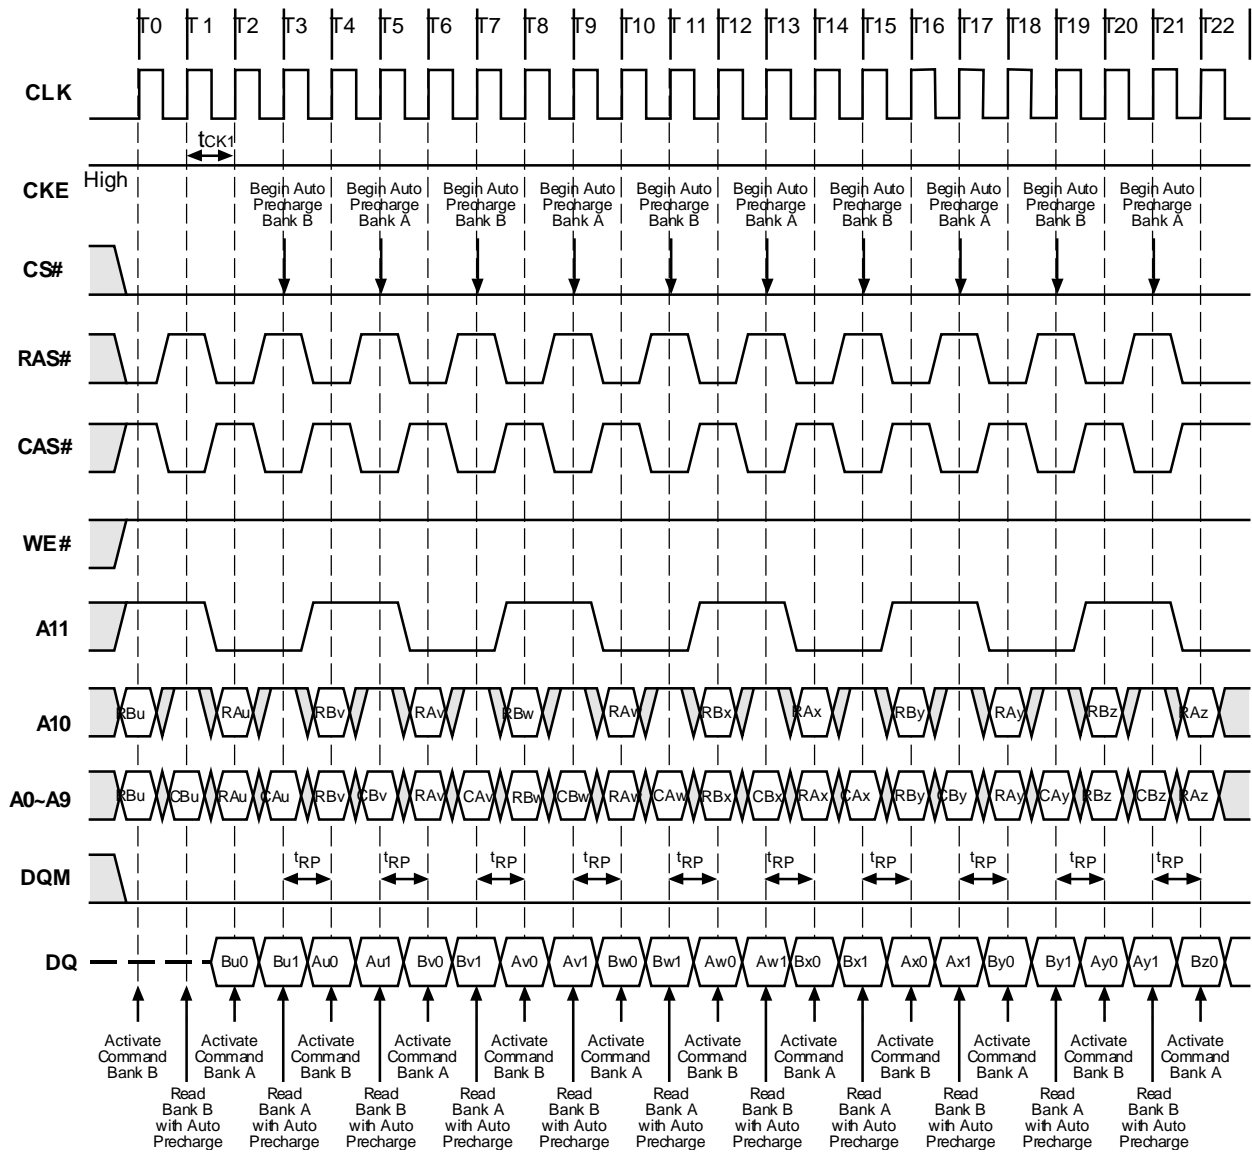 T0 T1 T2 T3 T4 T5 T6 T7 T8 T9 T10 T11 T12 T13 T14 T15 T16 T17 T18 T19 T20 T21 T22
CLK
tCK1
CKE
High
Begin Auto Precharge Bank B
Begin Auto Precharge Bank A
Begin Auto Precharge Bank B
Begin Auto Precharge Bank A
Begin Auto Precharge Bank B
Begin Auto Precharge Bank A
Begin Auto Precharge Bank B
Begin Auto Precharge Bank A
Begin Auto Precharge Bank B
Begin Auto Precharge Bank A
CS#
RAS#
CAS#
WE#
A11
A10 RBu RAu RBv RAv RBw RAw RBx RAx RBy RAy RBz RAz
A0~A9 RBu CBu RAu CAu RBv CBv RAv CAv RBw CBw RAw CAw RBx CBx RAx CAx RBy CBy RAy CAy RBz CBz RAz
DQM tRP tRP tRP tRP tRP tRP tRP tRP tRP tRP
DQ Bu0 Bu1 Au0 Au1 Bv0 Bv1 Av0 Av1 Bw0 Bw1 Aw0 Aw1 Bx0 Bx1 Ax0 Ax1 By0 By1 Ay0 Ay1 Bz0
Activate Command Bank B
Activate Command Bank A
Activate Command Bank B
Activate Command Bank A
Activate Command Bank B
Activate Command Bank A
Activate Command Bank B
Activate Command Bank A
Activate Command Bank B
Activate Command Bank A
Activate Command Bank B
Activate Command Bank A
Read Bank B with Auto Precharge
Read Bank A with Auto Precharge
Read Bank B with Auto Precharge
Read Bank A with Auto Precharge
Read Bank B with Auto Precharge
Read Bank A with Auto Precharge
Read Bank B with Auto Precharge
Read Bank A with Auto Precharge
Read Bank B with Auto Precharge
Read Bank A with Auto Precharge
Read Bank B with Auto Precharge